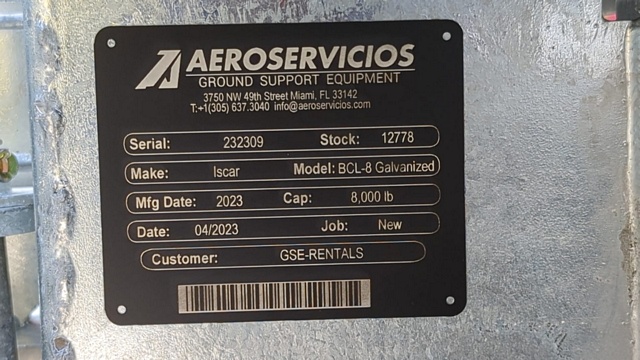 AEROSERVICIOS
GROUND SUPPORT EQUIPMENT
3750 NW 49th Street Miami, FL 33142
T:+1(305) 637.3040 info@aeroservicios.com
Serial: 232309 Stock: 12778
Make: Iscar Model: BCL-8 Galvanized
Mfg Date: 2023 Cap: 8,000 lb
Date: 04/2023 Job: New
Customer: GSE-RENTALS